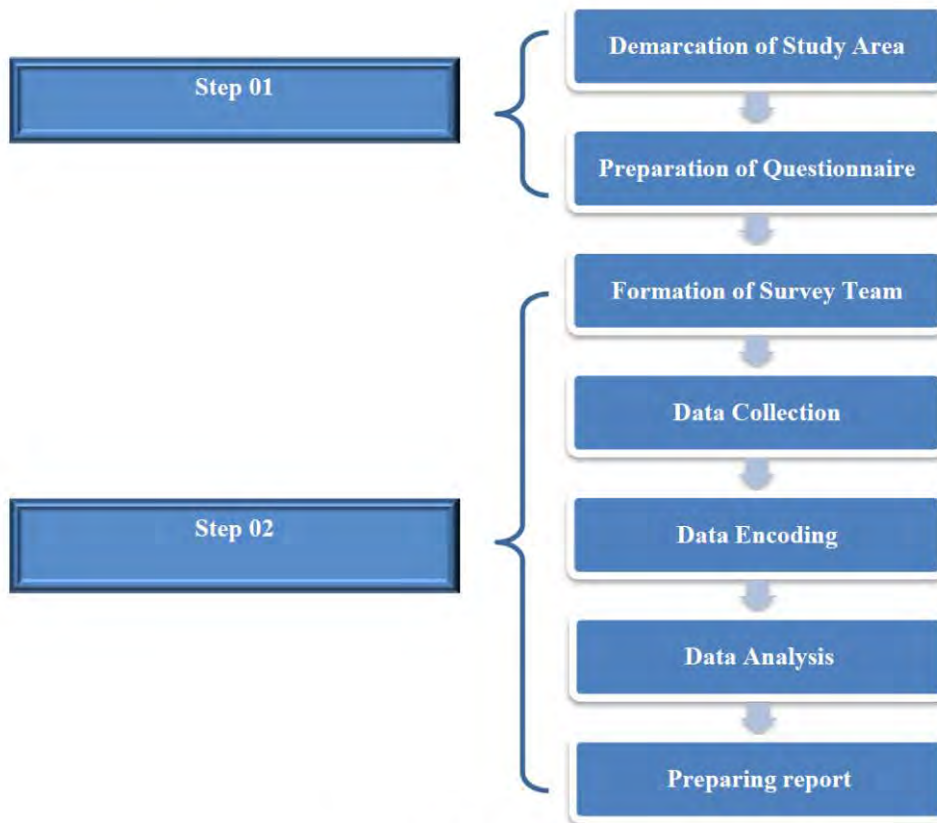 Step 01
Demarcation of Study Area
Preparation of Questionnaire
Step 02
Formation of Survey Team
Data Collection
Data Encoding
Data Analysis
Preparing report